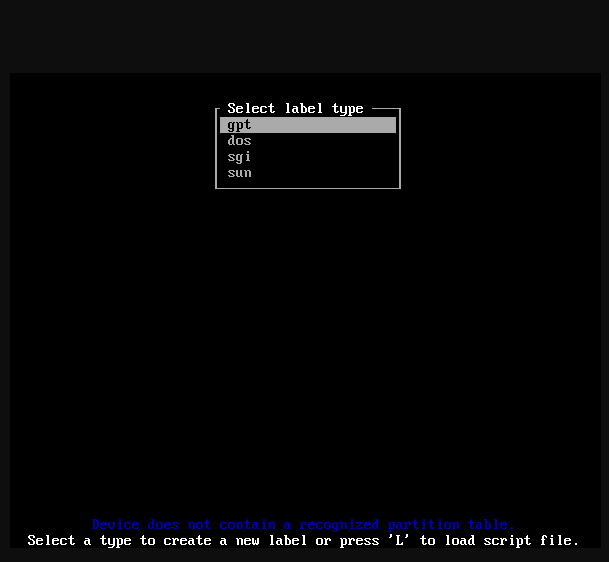 Select label type
gpt
dos
sgi
sun
Device does not contain a recognized partition table.
Select a type to create a new label or press 'L' to load script file.